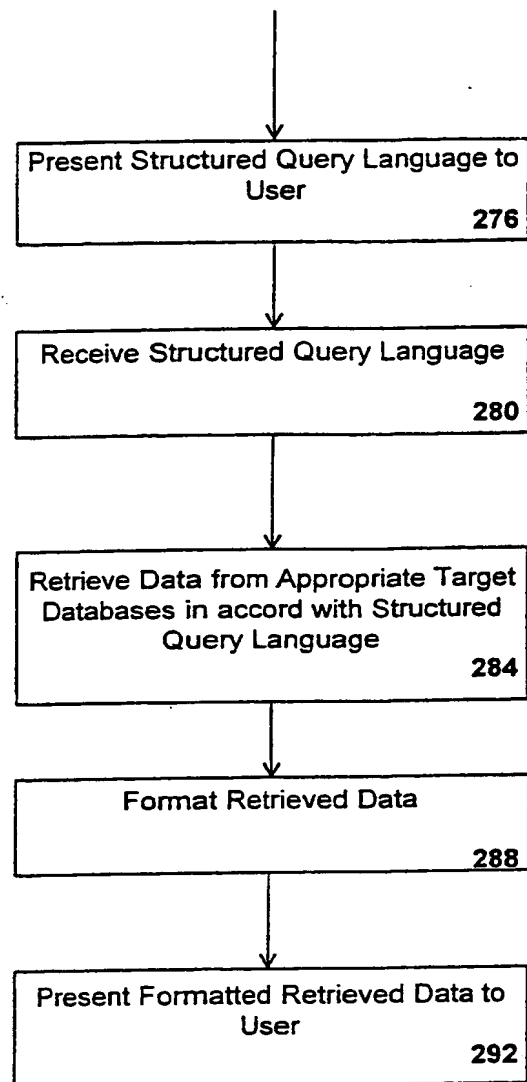 Present Structured Query Language to
User
276
Receive Structured Query Language
280
Retrieve Data from Appropriate Target
Databases in accord with Structured
Query Language
284
Format Retrieved Data
288
Present Formatted Retrieved Data to
User
292